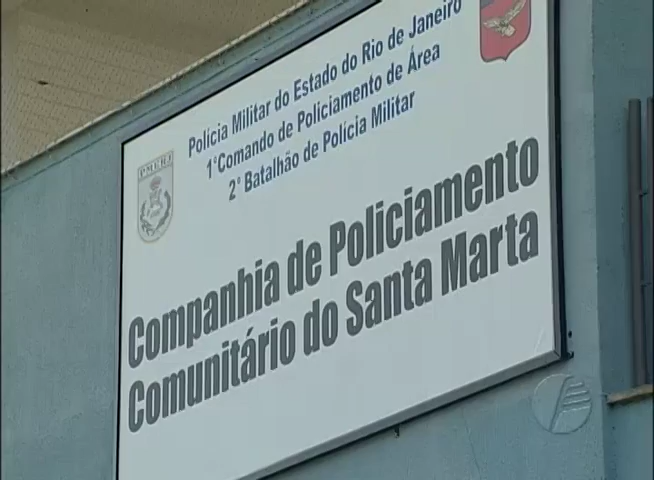 Polícia Militar do Estado do Rio de Janeiro
1°Comando de Policiamento de Área
2° Batalhão de Polícia Militar
PMERJ
Companhia de Policiamento
Comunitário do Santa Marta